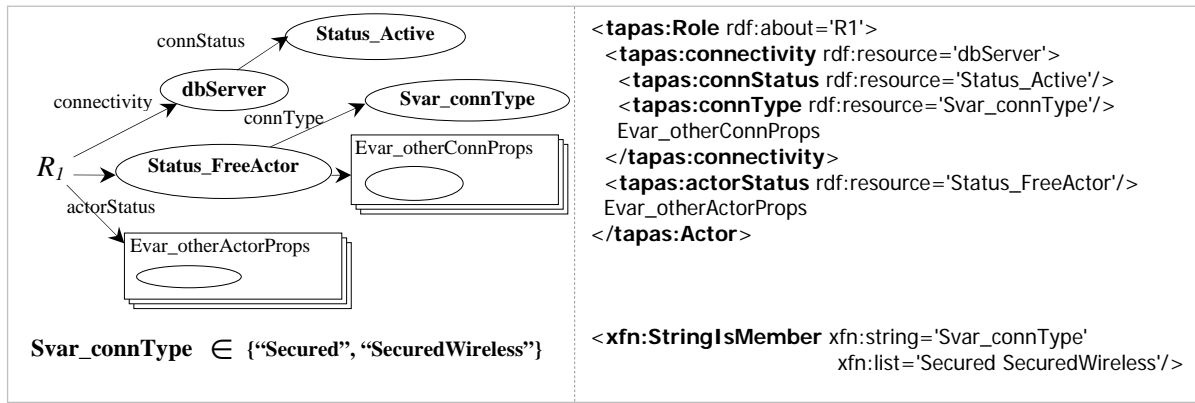 connStatus
Status_Active
dbServer
connectivity
Svar_connType
connType
Evar_otherConnProps
Status_FreeActor
R1
actorStatus
Evar_otherActorProps
Svar_connType ∈ {“Secured”, “SecuredWireless”}
<tapas:Role rdf:about='R1'>
<tapas:connectivity rdf:resource='dbServer'>
<tapas:connStatus rdf:resource='Status_Active'/>
<tapas:connType rdf:resource='Svar_connType'/>
Evar_otherConnProps
</tapas:connectivity>
<tapas:actorStatus rdf:resource='Status_FreeActor'/>
Evar_otherActorProps
</tapas:Actor>
<xfn:StringIsMember xfn:string='Svar_connType'
xfn:list='Secured SecuredWireless'/>